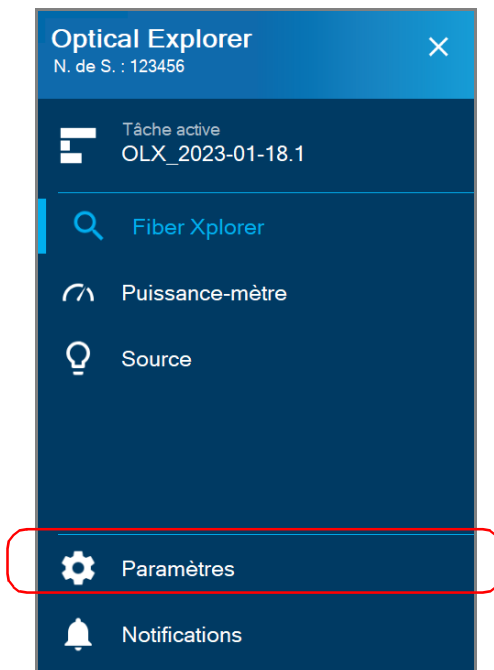 Optical Explorer
N. de S. : 123456
Tâche active
OLX_2023-01-18.1
Fiber Xplorer
Puissance-mètre
Source
Paramètres
Notifications